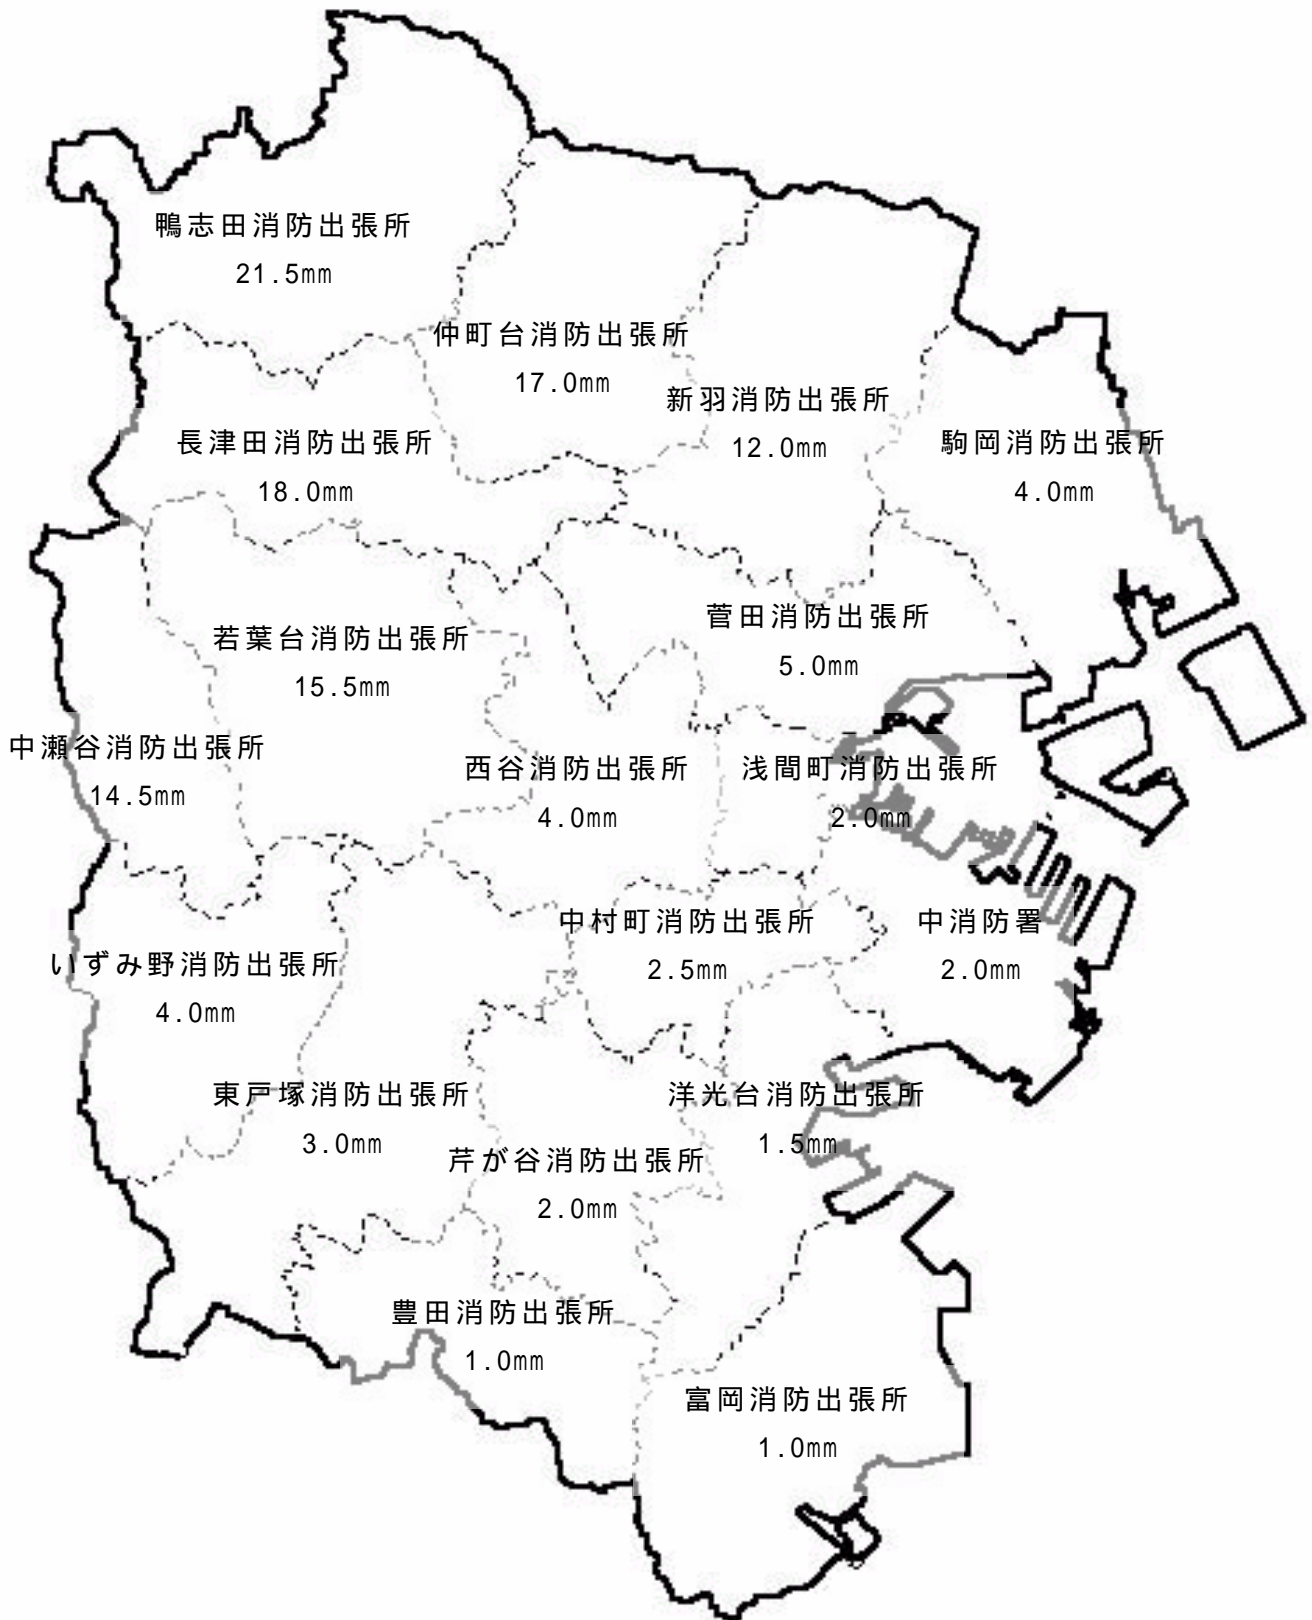 鴨志田消防出張所
21.5mm
仲町台消防出張所
17.0mm
新羽消防出張所
12.0mm
長津田消防出張所
18.0mm
駒岡消防出張所
4.0mm
菅田消防出張所
5.0mm
若葉台消防出張所
15.5mm
中瀬谷消防出張所
14.5mm
西谷消防出張所
4.0mm
浅間町消防出張所
2.0mm
中村町消防出張所
2.5mm
中消防署
2.0mm
いずみ野消防出張所
4.0mm
東戸塚消防出張所
3.0mm
洋光台消防出張所
1.5mm
芹が谷消防出張所
2.0mm
豊田消防出張所
1.0mm
富岡消防出張所
1.0mm